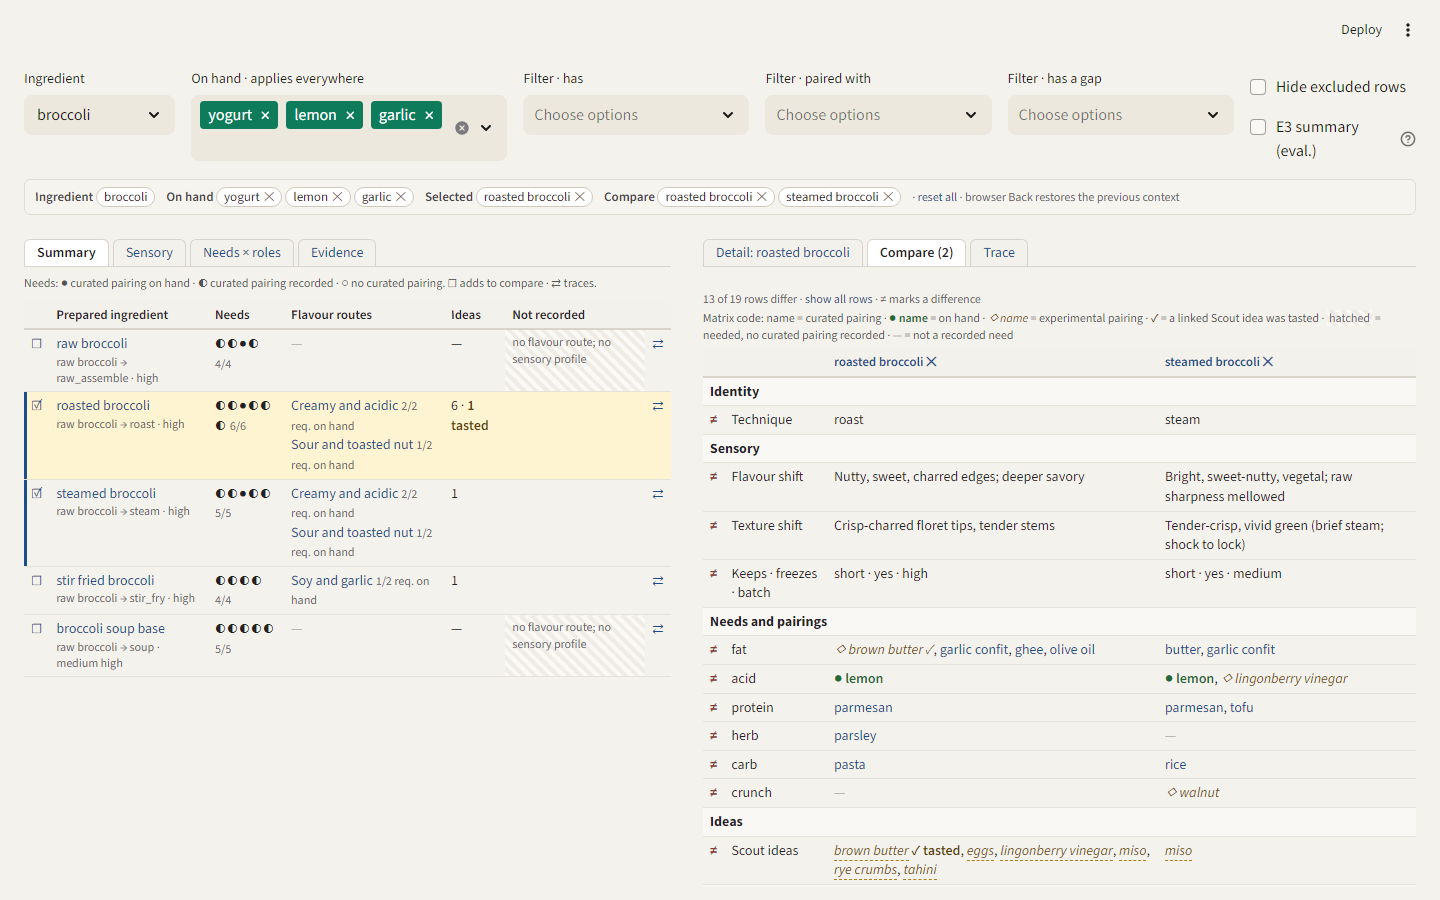 Deploy
Ingredient
On hand · applies everywhere
Filter · has
Filter · paired with
Filter · has a gap
broccoli
yogurt ×
lemon ×
garlic ×
Choose options
Choose options
Choose options
Hide excluded rows
E3 summary
(eval.)
Ingredient broccoli On hand yogurt × lemon × garlic × Selected roasted broccoli × Compare roasted broccoli × steamed broccoli × · reset all · browser Back restores the previous context
Summary
Sensory
Needs × roles
Evidence
Needs: ● curated pairing on hand · ◐ curated pairing recorded · ○ no curated pairing. ☐ adds to compare · ⇄ traces.
Prepared ingredient Needs Flavour routes Ideas Not recorded
☐ raw broccoli ◐◐●◐ — — no flavour route; no ⇄
raw broccoli → 4/4 sensory profile
raw_assemble · high
☑ roasted broccoli ◐◐●◐◐ Creamy and acidic 2/2 6 · 1 ⇄
raw broccoli → roast · high ◐ 6/6 req. on hand tasted
Sour and toasted nut 1/2
req. on hand
☑ steamed broccoli ◐◐●◐◐ Creamy and acidic 2/2 1 ⇄
raw broccoli → steam · high 5/5 req. on hand
Sour and toasted nut 1/2
req. on hand
☐ stir fried broccoli ◐◐◐◐ Soy and garlic 1/2 req. on 1 ⇄
raw broccoli → stir_fry · high 4/4 hand
☐ broccoli soup base ◐◐◐◐◐ — — no flavour route; no ⇄
raw broccoli → soup · 5/5 sensory profile
medium high
Detail: roasted broccoli
Compare (2)
Trace
13 of 19 rows differ · show all rows · ≠ marks a difference
Matrix code: name = curated pairing · ● name = on hand · ◇ name = experimental pairing · ✓ = a linked Scout idea was tasted · hatched =
needed, no curated pairing recorded · — = not a recorded need
roasted broccoli × steamed broccoli ×
Identity
≠ Technique roast steam
Sensory
≠ Flavour shift Nutty, sweet, charred edges; deeper savory Bright, sweet-nutty, vegetal; raw
sharpness mellowed
≠ Texture shift Crisp-charred floret tips, tender stems Tender-crisp, vivid green (brief steam;
shock to lock)
≠ Keeps · freezes short · yes · high short · yes · medium
· batch
Needs and pairings
≠ fat ◇ brown butter ✓, garlic confit, ghee, olive oil butter, garlic confit
≠ acid ● lemon ● lemon, ◇ lingonberry vinegar
≠ protein parmesan parmesan, tofu
≠ herb parsley —
≠ carb pasta rice
≠ crunch — ◇ walnut
Ideas
≠ Scout ideas brown butter ✓ tasted, eggs, lingonberry vinegar, miso, miso
rye crumbs, tahini